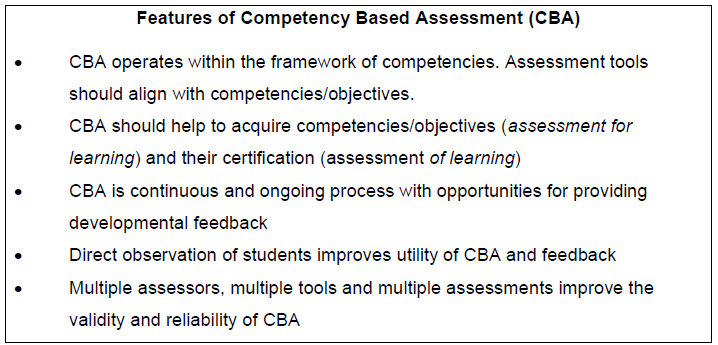 Features of Competency Based Assessment (CBA)
• CBA operates within the framework of competencies. Assessment tools
should align with competencies/objectives.
• CBA should help to acquire competencies/objectives (assessment for
learning) and their certification (assessment of learning)
• CBA is continuous and ongoing process with opportunities for providing
developmental feedback
• Direct observation of students improves utility of CBA and feedback
• Multiple assessors, multiple tools and multiple assessments improve the
validity and reliability of CBA